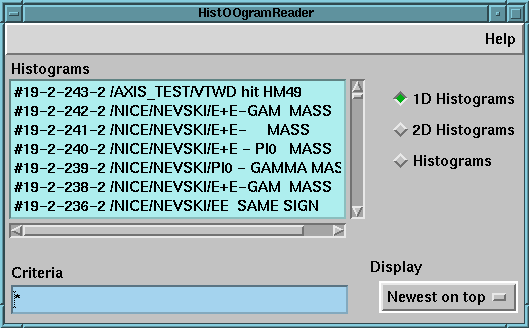 HistOOgramReader
Help
Histograms
#19-2-243-2 /AXIS_TEST/VTWD hit HM49
#19-2-242-2 /NICE/NEVSKI/E+E-GAM MASS
#19-2-241-2 /NICE/NEVSKI/E+E- MASS
#19-2-240-2 /NICE/NEVSKI/E+E - PI0 MASS
#19-2-239-2 /NICE/NEVSKI/PI0 - GAMMA MAS
#19-2-238-2 /NICE/NEVSKI/E+E-GAM MASS
#19-2-236-2 /NICE/NEVSKI/EE SAME SIGN
1D Histograms
2D Histograms
Histograms
Criteria
*
Display
Newest on top